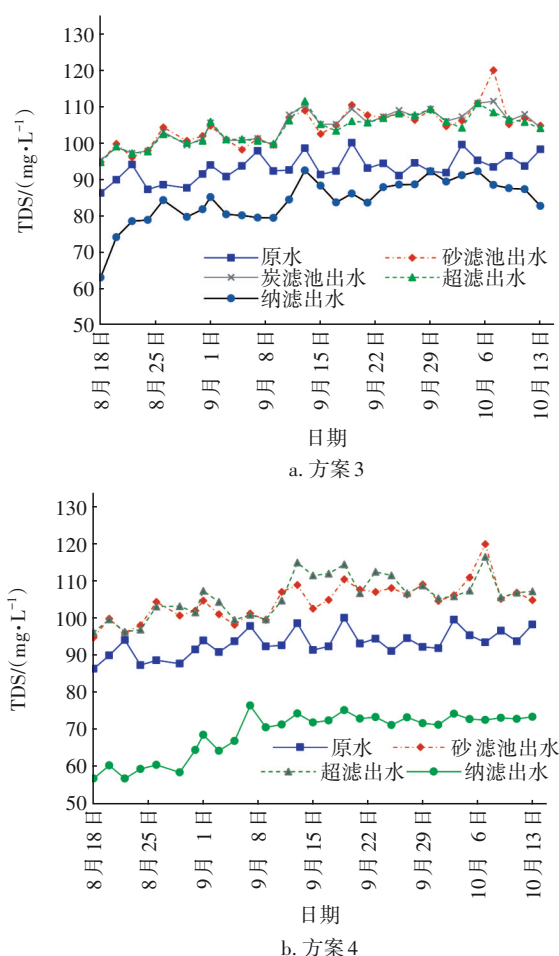 TDS/(mg·L⁻¹)
130
120
110
100
90
80
70
60
50
原水
砂滤池出水
炭滤池出水
超滤出水
纳滤出水
8月18日
8月25日
9月1日
9月8日
9月15日
9月22日
9月29日
10月6日
10月13日
日期
a. 方案3
TDS/(mg·L⁻¹)
130
120
110
100
90
80
70
60
50
原水
砂滤池出水
超滤出水
纳滤出水
8月18日
8月25日
9月1日
9月8日
9月15日
9月22日
9月29日
10月6日
10月13日
日期
b. 方案4